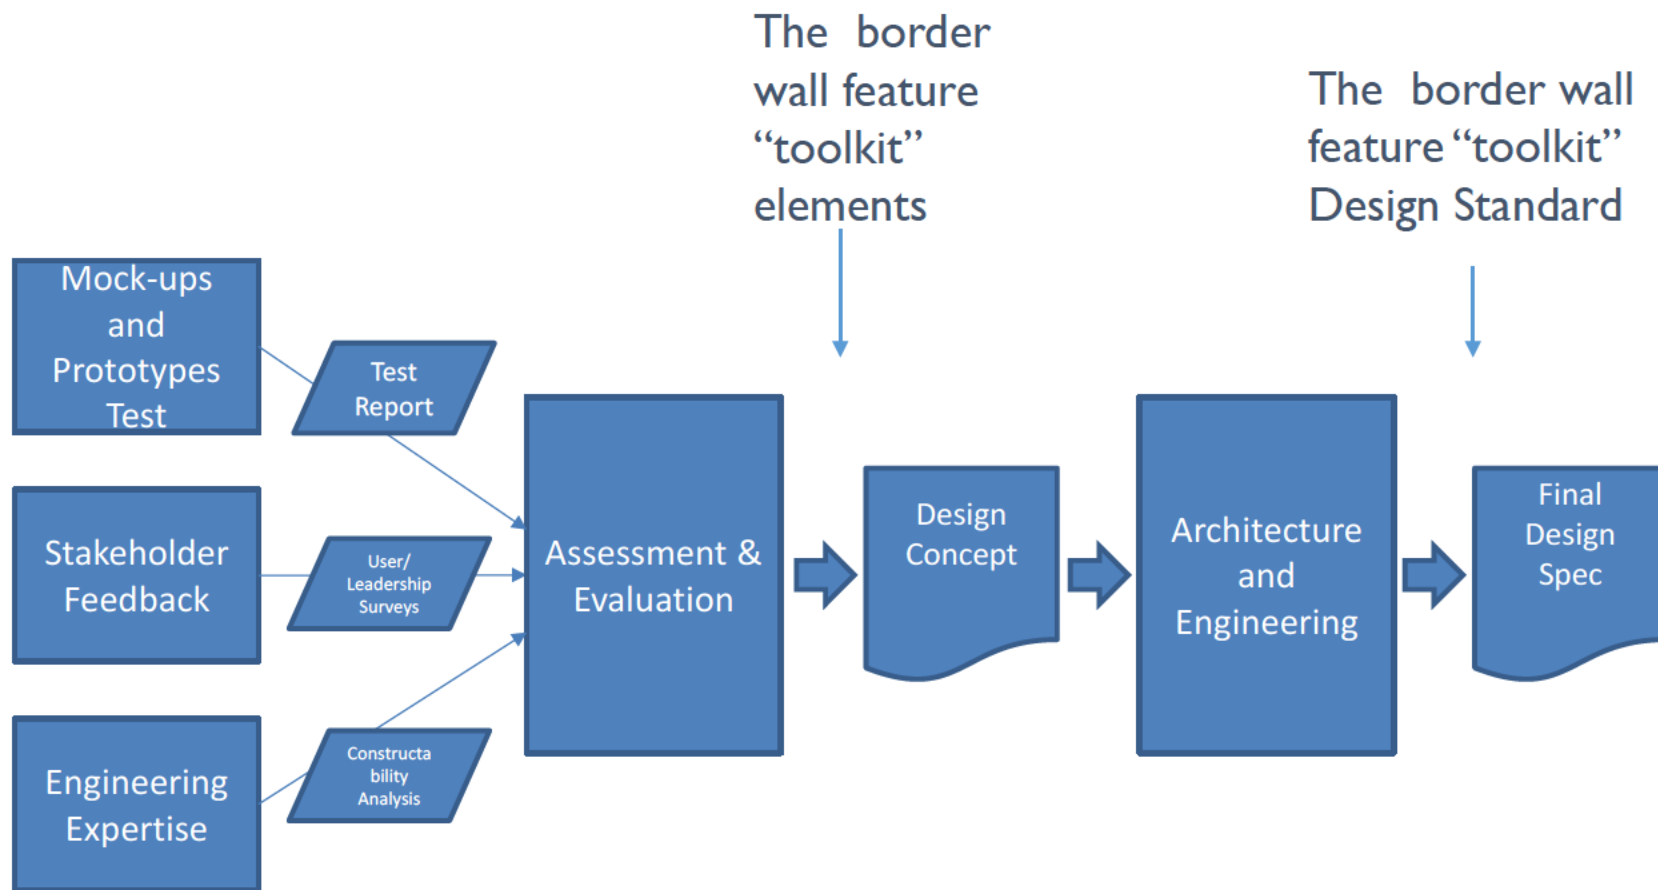 The border
wall feature
“toolkit”
elements
The border wall
feature “toolkit”
Design Standard
Mock-ups
and
Prototypes
Test
Test
Report
Stakeholder
Feedback
User/
Leadership
Surveys
Engineering
Expertise
Constructa
bility
Analysis
Assessment &
Evaluation
Design
Concept
Architecture
and
Engineering
Final
Design
Spec